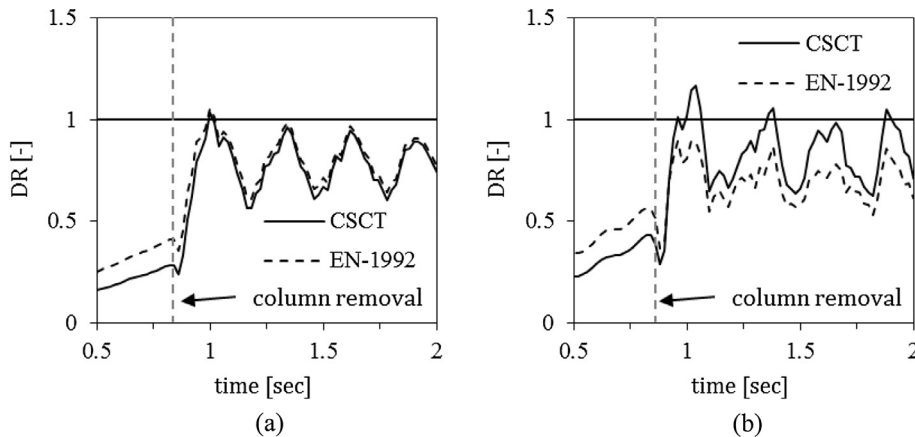 1.5
1
0.5
0
DR [-]
CSCT
EN-1992
column removal
0.5
1
1.5
2
time [sec]
(a)
1.5
1
0.5
0
DR [-]
CSCT
EN-1992
column removal
0.5
1
1.5
2
time [sec]
(b)